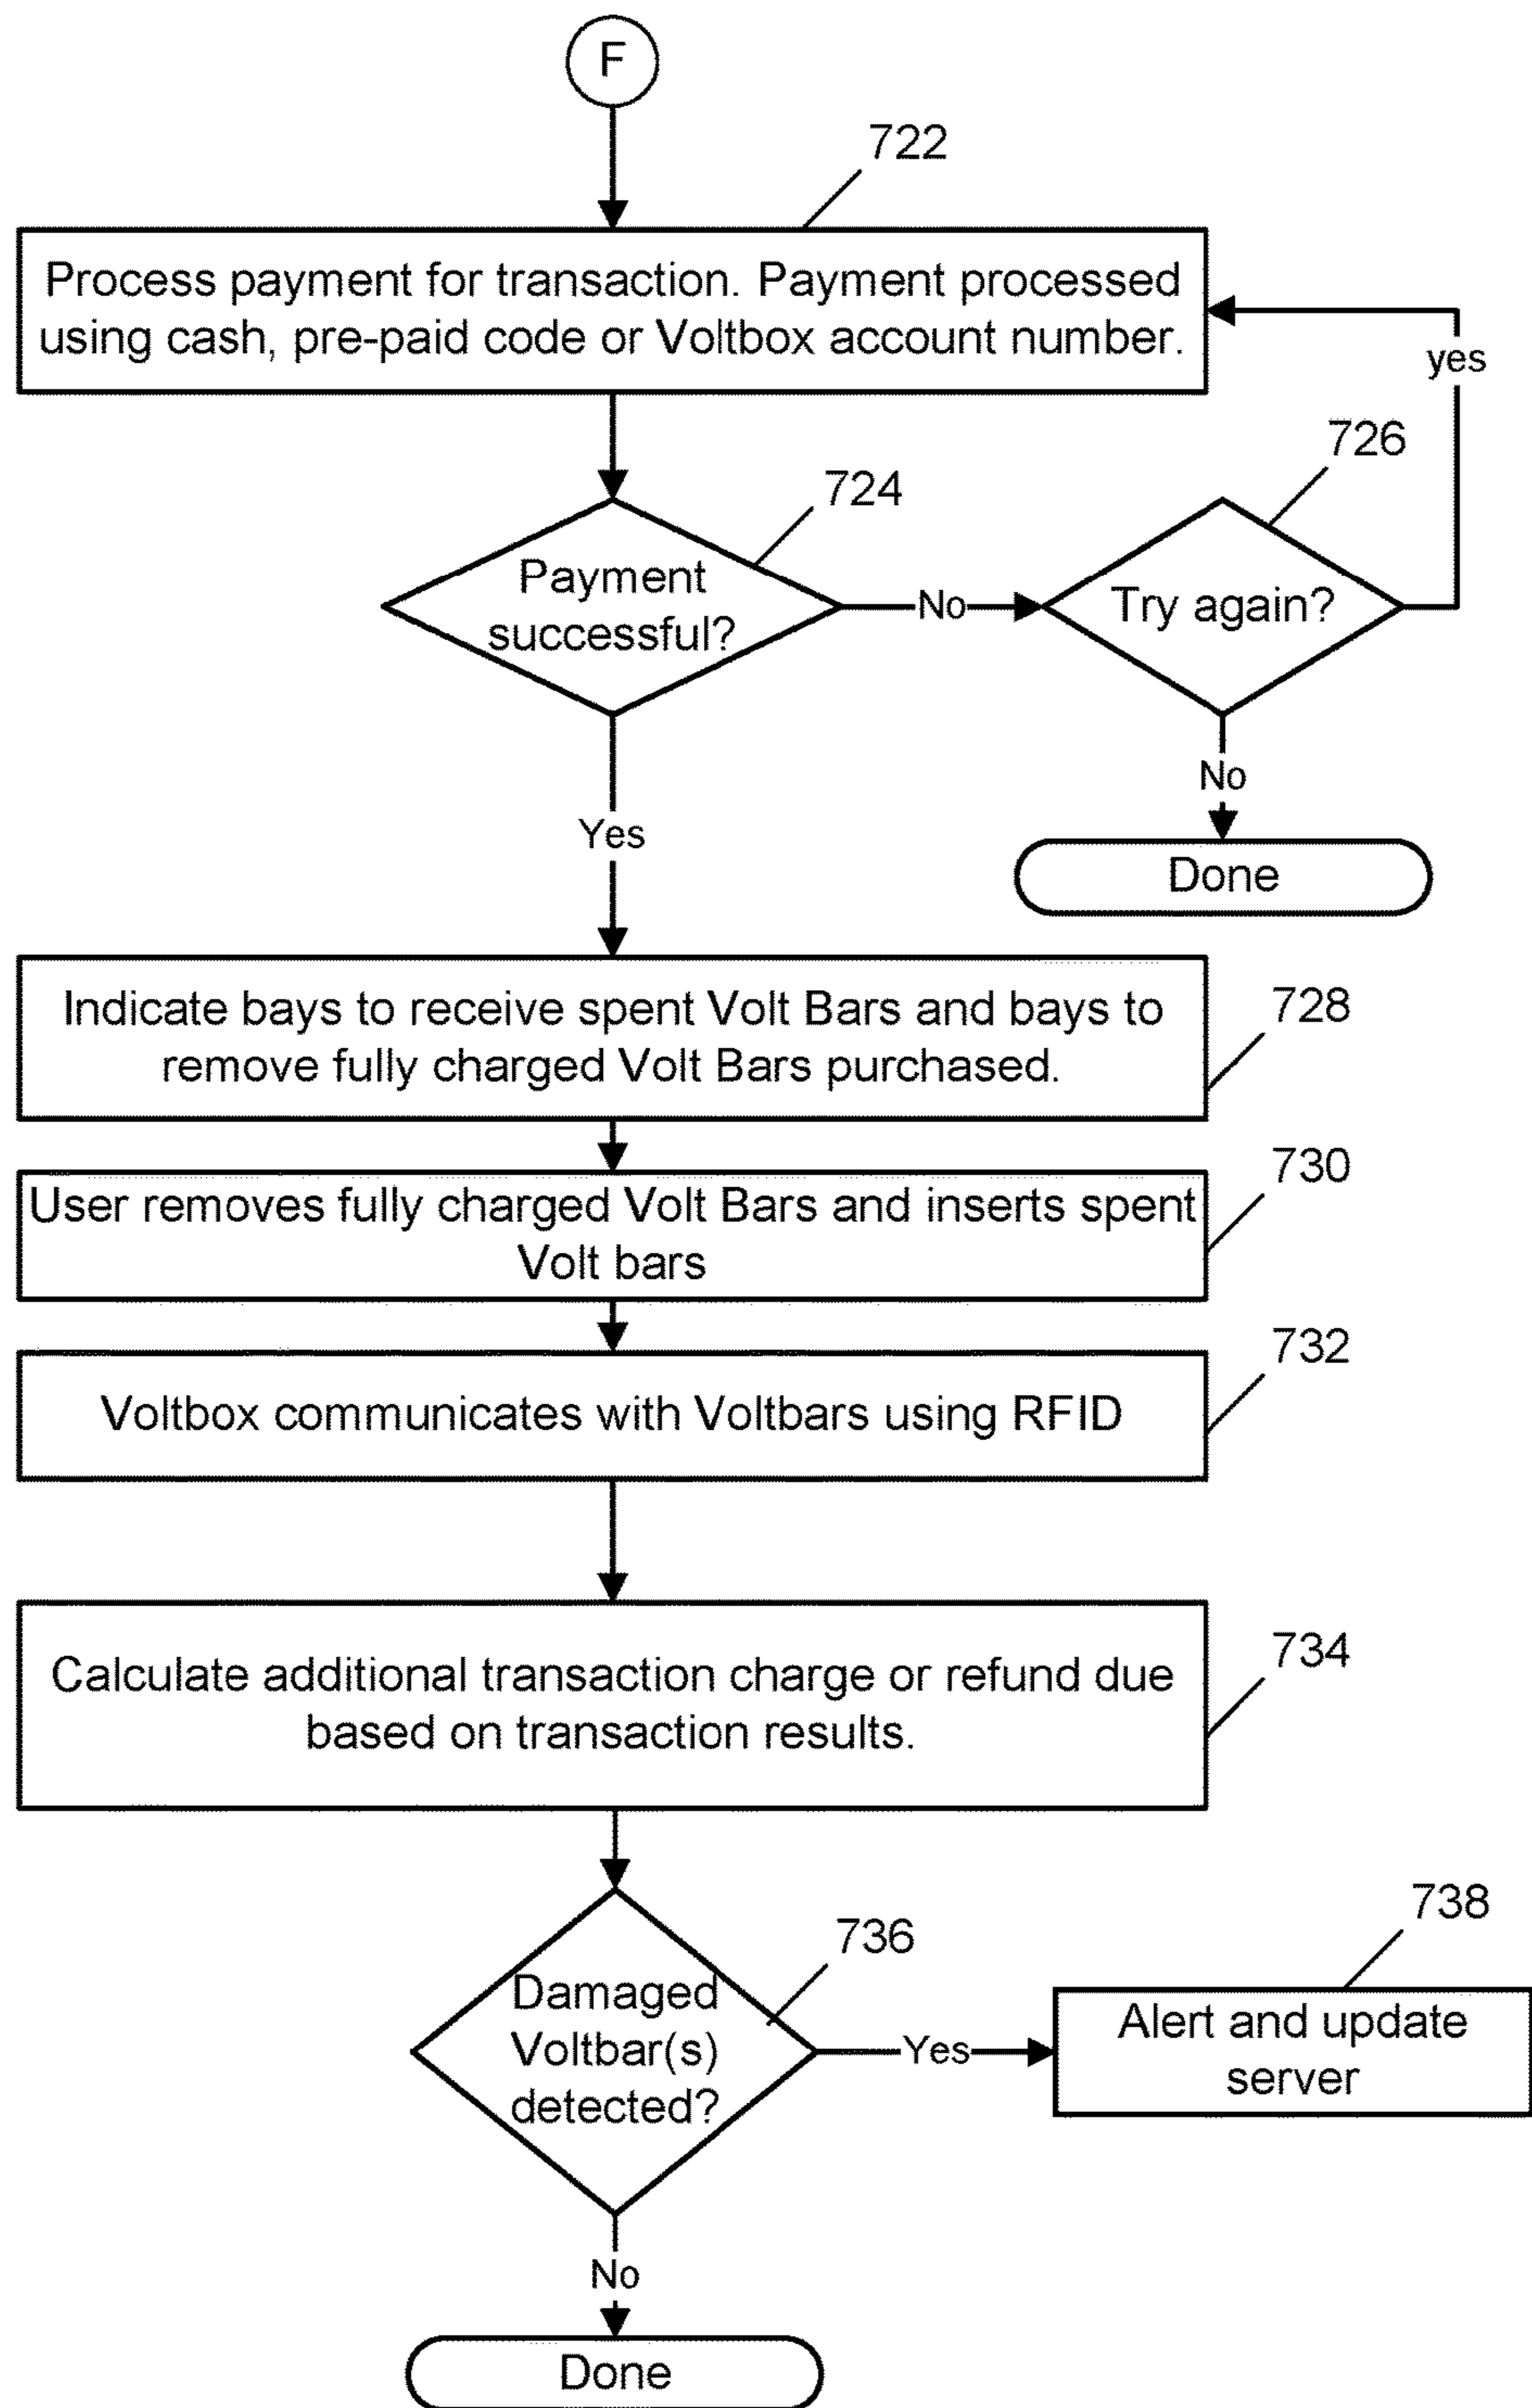 F
722
Process payment for transaction. Payment processed
using cash, pre-paid code or Voltbox account number.
yes
726
724
Payment
successful?
No
Try again?
No
Yes
Done
Indicate bays to receive spent Volt Bars and bays to
remove fully charged Volt Bars purchased.
728
730
User removes fully charged Volt Bars and inserts spent
Volt bars
732
Voltbox communicates with Voltbars using RFID
734
Calculate additional transaction charge or refund due
based on transaction results.
738
736
Damaged
Voltbar(s)
detected?
Yes
Alert and update
server
No
Done